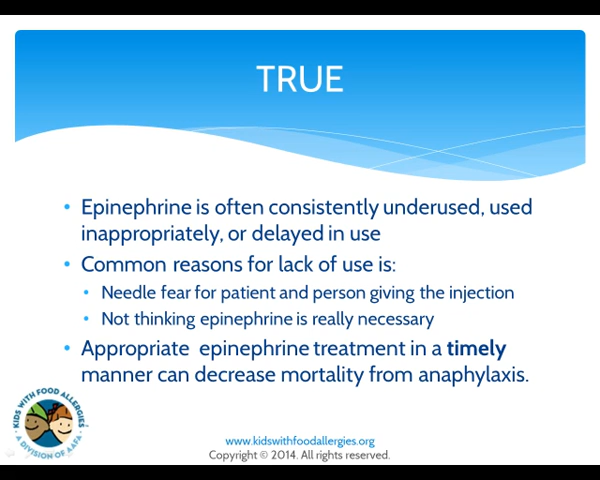 TRUE
Epinephrine is often consistently underused, used
inappropriately, or delayed in use
Common reasons for lack of use is:
Needle fear for patient and person giving the injection
Not thinking epinephrine is really necessary
Appropriate epinephrine treatment in a timely
manner can decrease mortality from anaphylaxis.
KIDS WITH FOOD ALLERGIES
A DIVISION OF AAFA
www.kidswithfoodallergies.org
Copyright © 2014. All rights reserved.